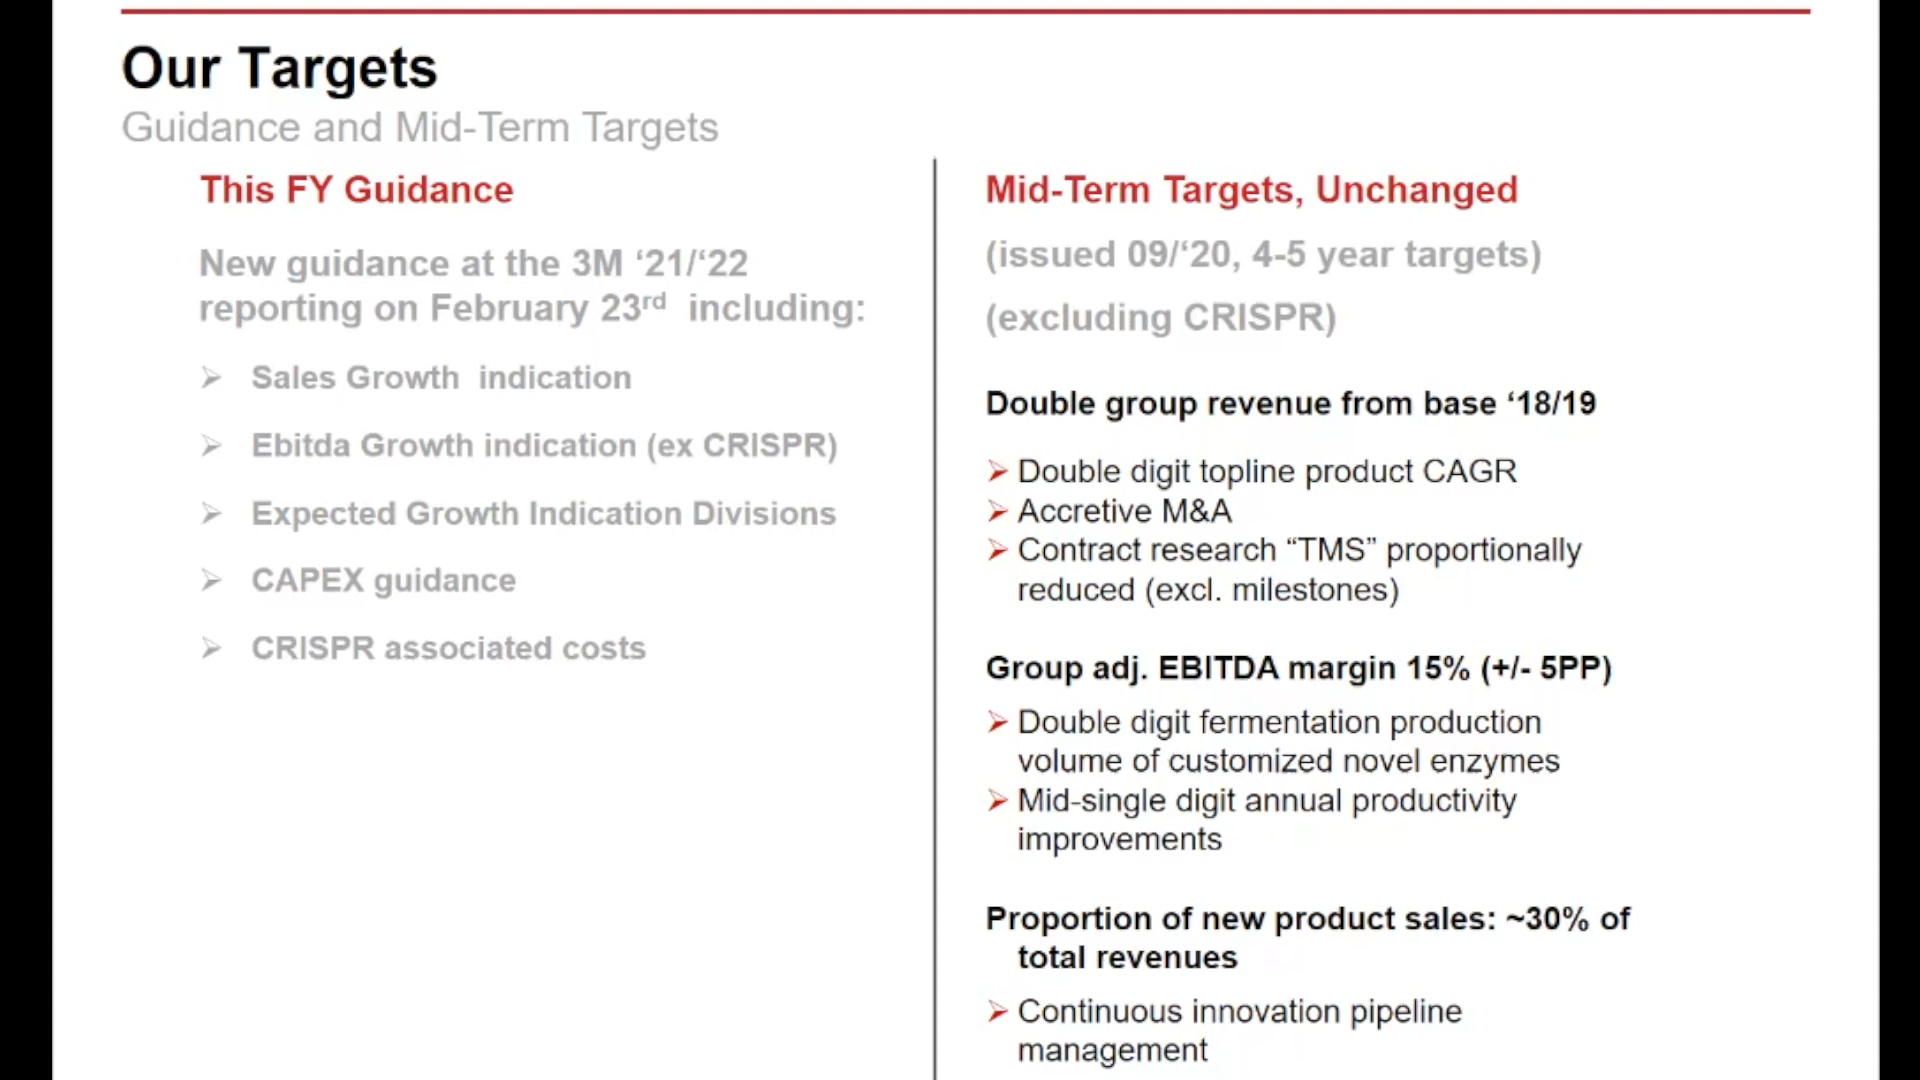 Our Targets
Guidance and Mid-Term Targets
This FY Guidance
New guidance at the 3M ‘21/‘22
reporting on February 23rd including:
➢ Sales Growth indication
➢ Ebitda Growth indication (ex CRISPR)
➢ Expected Growth Indication Divisions
➢ CAPEX guidance
➢ CRISPR associated costs
Mid-Term Targets, Unchanged
(issued 09/‘20, 4-5 year targets)
(excluding CRISPR)
Double group revenue from base ‘18/19
➢ Double digit topline product CAGR
➢ Accretive M&A
➢ Contract research “TMS” proportionally
reduced (excl. milestones)
Group adj. EBITDA margin 15% (+/- 5PP)
➢ Double digit fermentation production
volume of customized novel enzymes
➢ Mid-single digit annual productivity
improvements
Proportion of new product sales: ~30% of
total revenues
➢ Continuous innovation pipeline
management